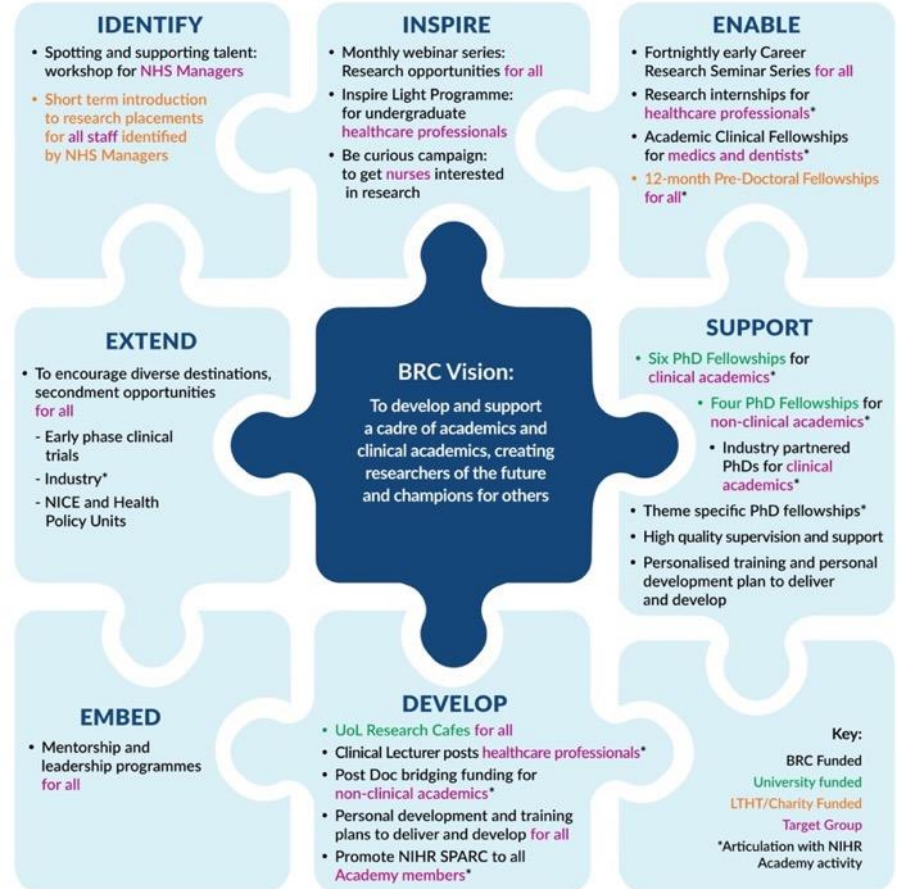 IDENTIFY
• Spotting and supporting talent:
workshop for NHS Managers
• Short term introduction
to research placements
for all staff identified
by NHS Managers
INSPIRE
• Monthly webinar series:
Research opportunities for all
• Inspire Light Programme:
for undergraduate
healthcare professionals
• Be curious campaign:
to get nurses interested
in research
ENABLE
• Fortnightly early Career
Research Seminar Series for all
• Research internships for
healthcare professionals*
• Academic Clinical Fellowships
for medics and dentists*
• 12-month Pre-Doctoral Fellowships
for all*
EXTEND
• To encourage diverse destinations,
secondment opportunities
for all
- Early phase clinical
trials
- Industry*
- NICE and Health
Policy Units
BRC Vision:
To develop and support
a cadre of academics and
clinical academics, creating
researchers of the future
and champions for others
SUPPORT
• Six PhD Fellowships for
clinical academics*
• Four PhD Fellowships for
non-clinical academics*
• Industry partnered
PhDs for clinical
academics*
• Theme specific PhD fellowships*
• High quality supervision and support
• Personalised training and personal
development plan to deliver
and develop
EMBED
• Mentorship and
leadership programmes
for all
DEVELOP
• UoL Research Cafes for all
• Clinical Lecturer posts healthcare professionals*
• Post Doc bridging funding for
non-clinical academics*
• Personal development and training
plans to deliver and develop for all
• Promote NIHR SPARC to all
Academy members*
Key:
BRC Funded
University funded
LTHT/Charity Funded
Target Group
*Articulation with NIHR
Academy activity